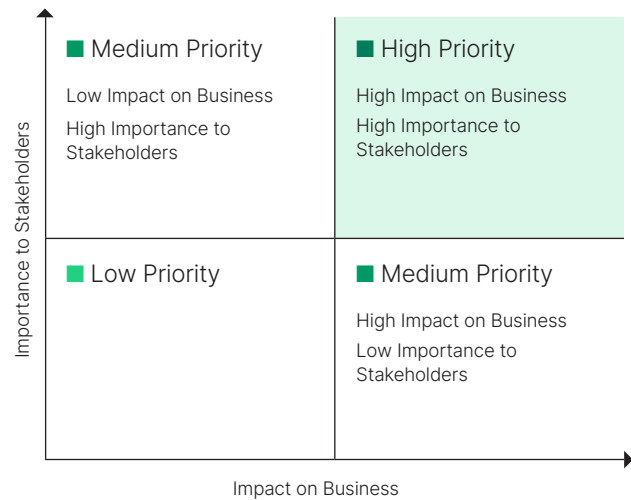 Medium Priority
Low Impact on Business
High Importance to
Stakeholders
High Priority
High Impact on Business
High Importance to
Stakeholders
Importance to Stakeholders
Low Priority
Medium Priority
High Impact on Business
Low Importance to
Stakeholders
Impact on Business